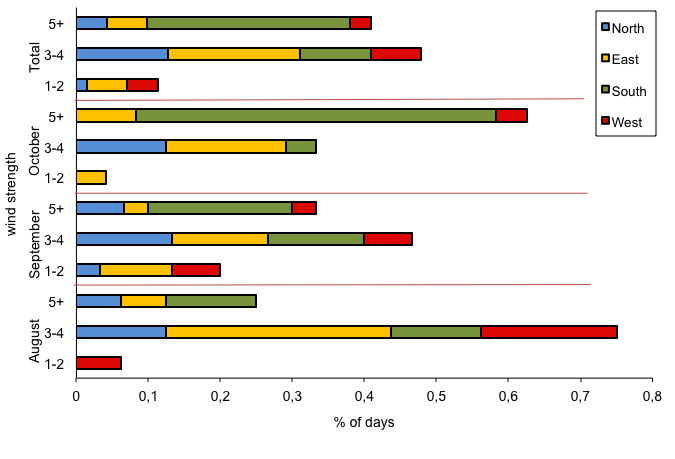 5+
3-4
1-2
Total
5+
3-4
1-2
October
5+
3-4
1-2
September
5+
3-4
1-2
August
wind strength
0 0,1 0,2 0,3 0,4 0,5 0,6 0,7 0,8
% of days
North
East
South
West